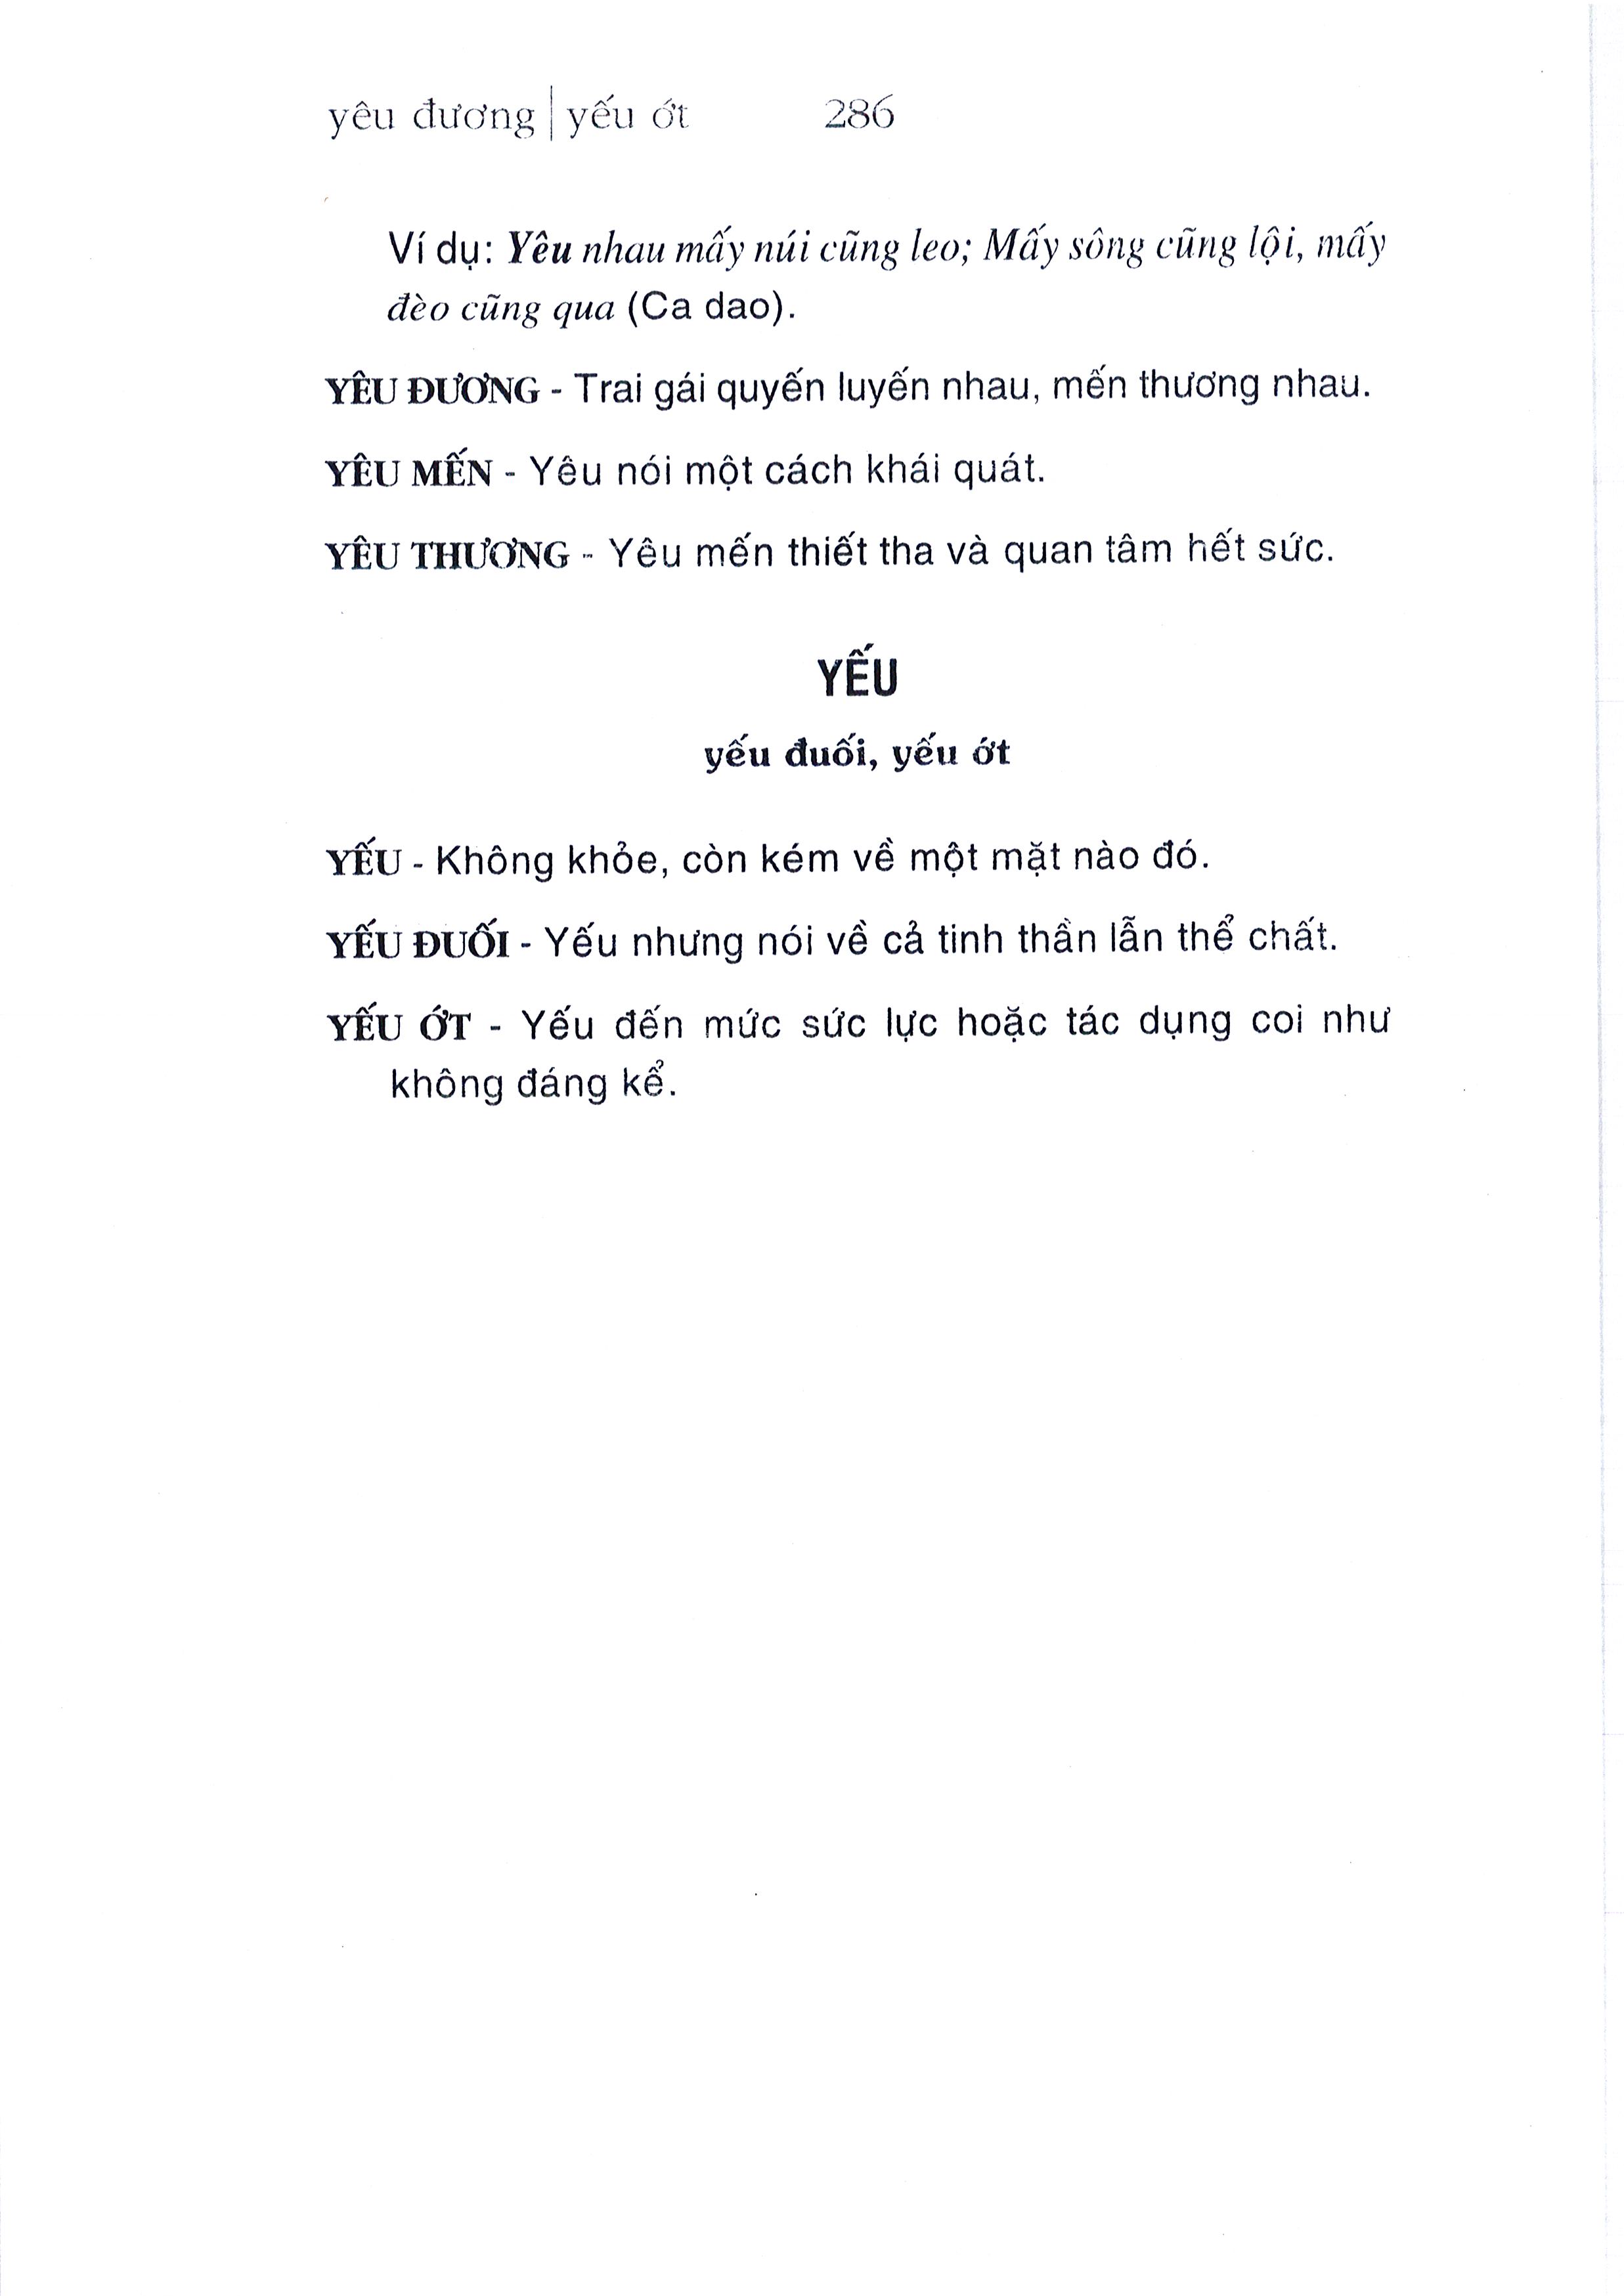 yêu đương | yếu ớt 286
Ví dụ: Yêu nhau mấy núi cũng leo; Mấy sông cũng lội, mấy
đèo cũng qua (Ca dao).
YÊU ĐƯƠNG - Trai gái quyến luyến nhau, mến thương nhau.
YÊU MẾN - Yêu nói một cách khái quát.
YÊU THƯƠNG - Yêu mến thiết tha và quan tâm hết sức.
YẾU
yếu đuối, yếu ớt
YẾU - Không khỏe, còn kém về một mặt nào đó.
YẾU ĐUỐI - Yếu nhưng nói về cả tinh thần lẫn thể chất.
YẾU ỚT - Yếu đến mức sức lực hoặc tác dụng coi như
không đáng kể.